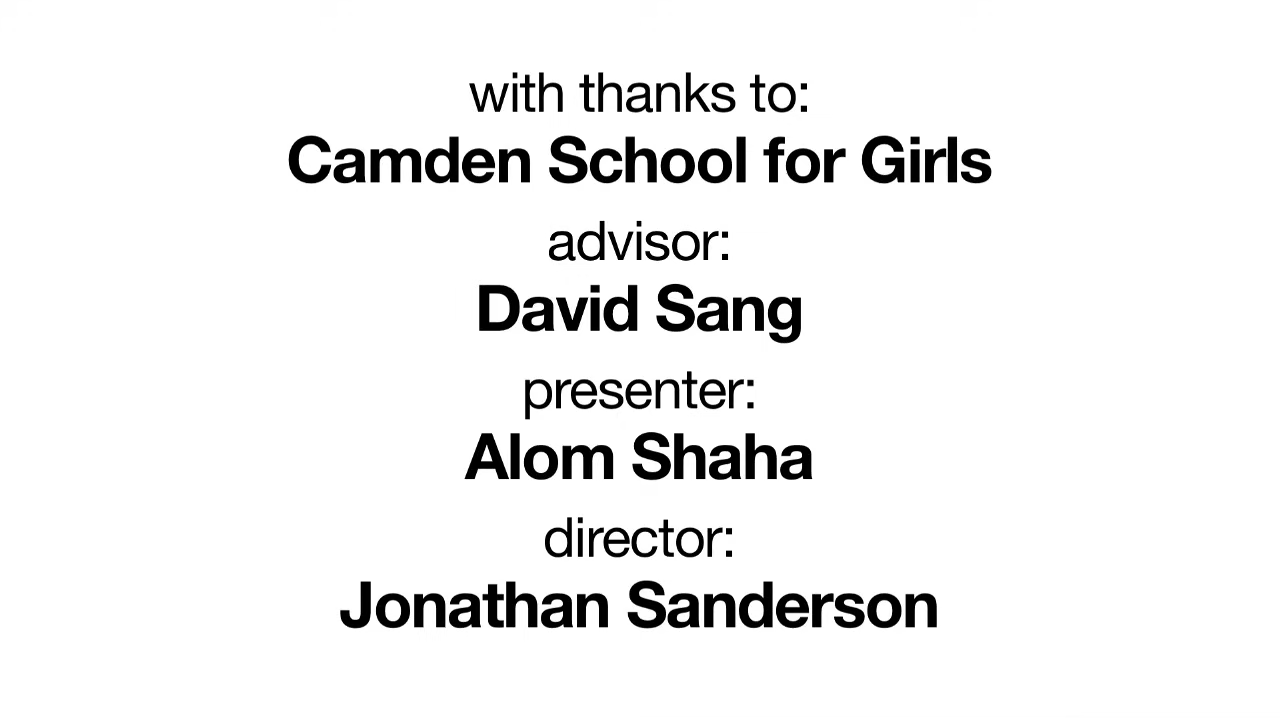 with thanks to:
Camden School for Girls
advisor:
David Sang
presenter:
Alom Shaha
director:
Jonathan Sanderson